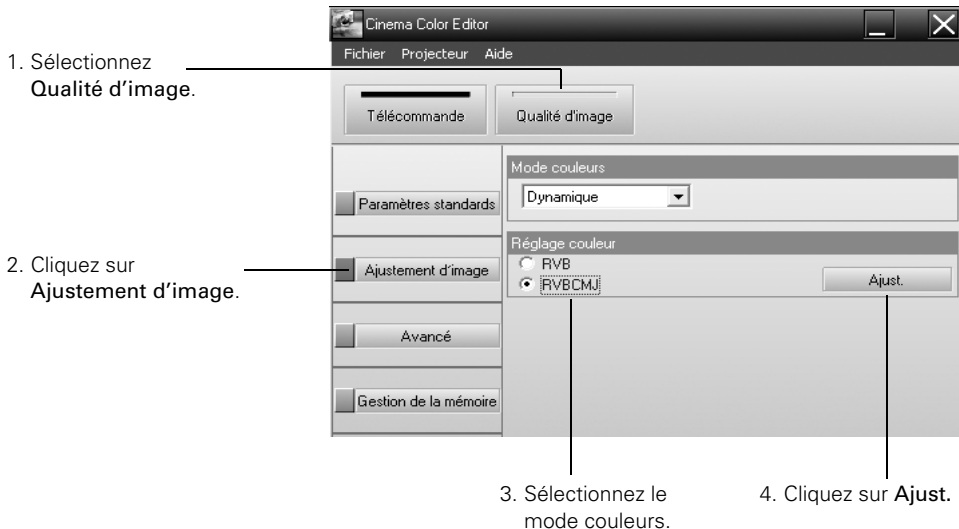 Cinema Color Editor
Fichier Projecteur Aide
1. Sélectionnez
Qualité d'image.
Télécommande
Qualité d'image
Mode couleurs
Dynamique
Paramètres standards
Réglage couleur
RVB
RVBCMJ
Ajust.
2. Cliquez sur
Ajustement d'image.
Ajustement d'image
Avancé
Gestion de la mémoire
3. Sélectionnez le
mode couleurs.
4. Cliquez sur Ajust.